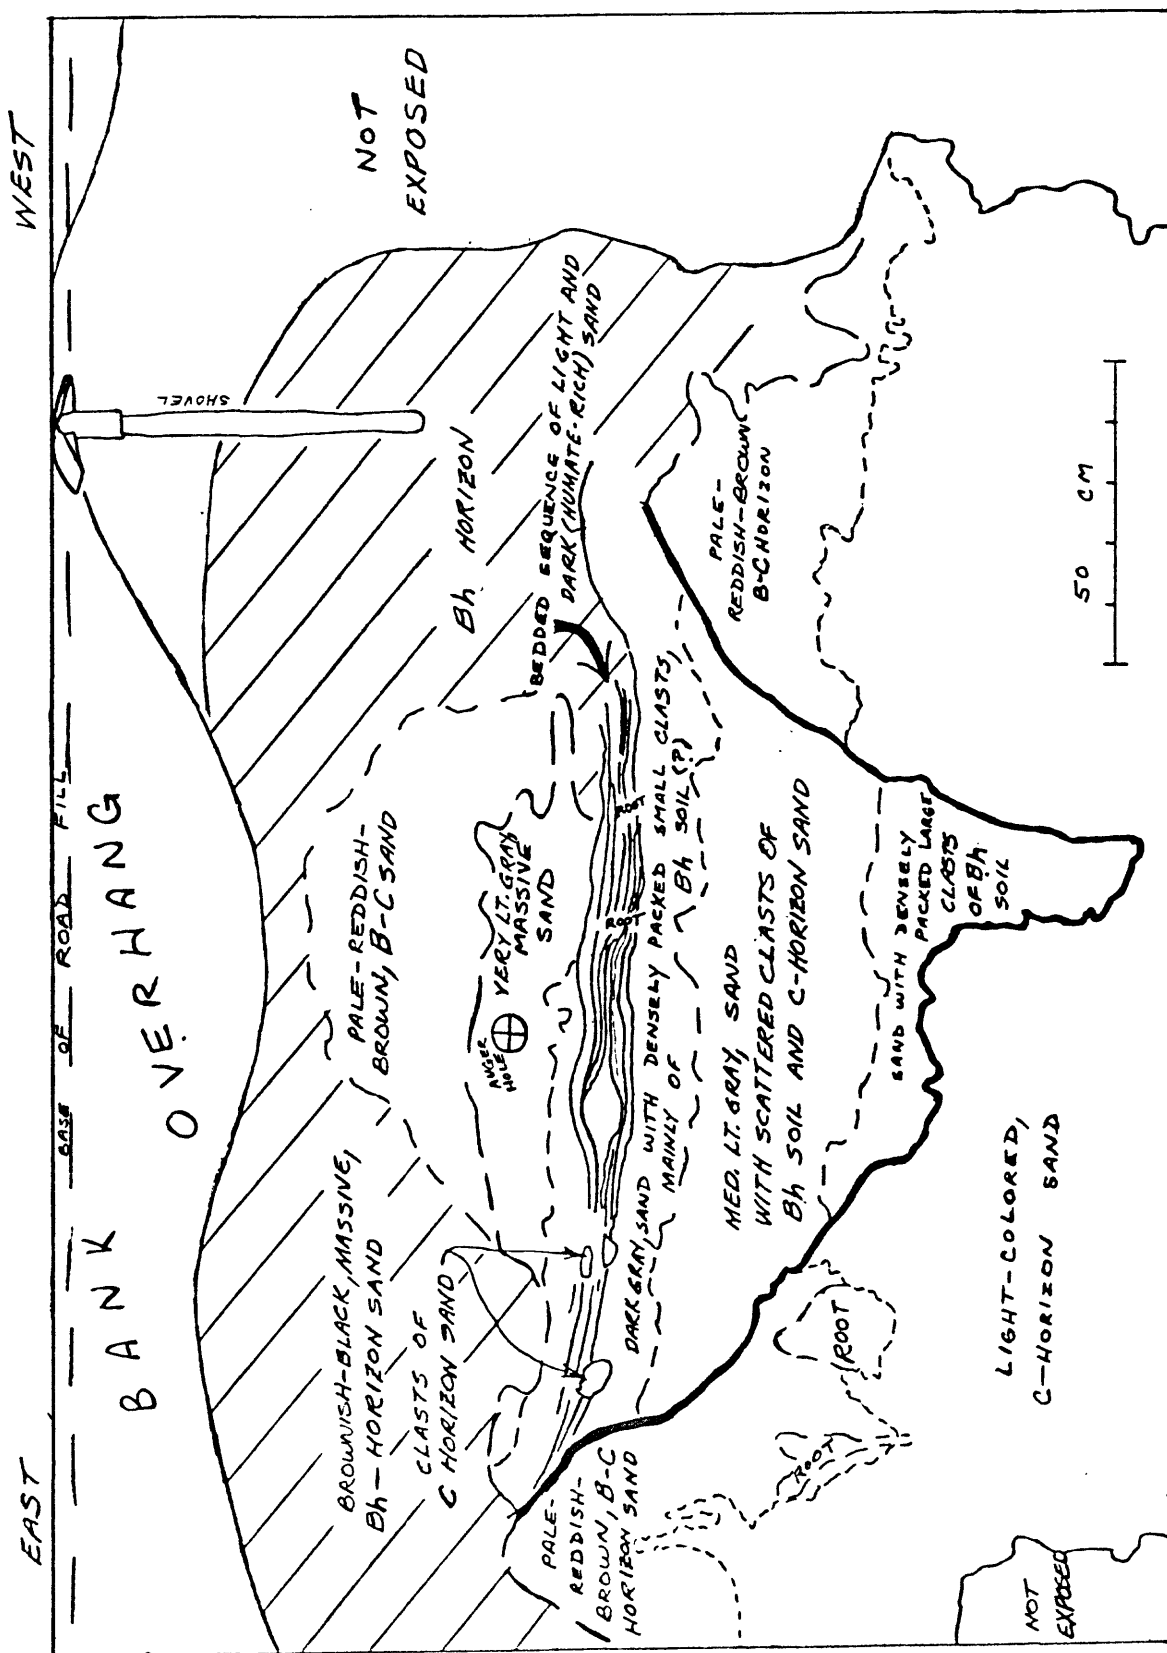 EAST
WEST
BASE OF ROAD FILL
BANK OVERHANG
SHOVEL
NOT
EXPOSED
BROWNISH-BLACK, MASSIVE,
Bh-HORIZON SAND
PALE-REDDISH-
BROWN, B-C SAND
Bh HORIZON
CLASTS OF
C HORIZON SAND
AUGER
HOLE
VERY LT. GRAY
MASSIVE
SAND
BEDDED SEQUENCE OF LIGHT AND
DARK (HUMATE-RICH) SAND
ROOT
ROOT
PALE-
REDDISH-
BROWN, B-C
HORIZON SAND
DARK GRAY, SAND WITH DENSELY PACKED SMALL CLASTS,
MAINLY OF Bh SOIL (?)
PALE-
REDDISH-BROWN
B-C HORIZON
MED. LT. GRAY, SAND
WITH SCATTERED CLASTS OF
Bh SOIL AND C-HORIZON SAND
ROOT
ROOT
SAND WITH DENSELY
PACKED LARGE
CLASTS
OF Bh
SOIL
LIGHT-COLORED,
C-HORIZON SAND
NOT
EXPOSED
50 CM